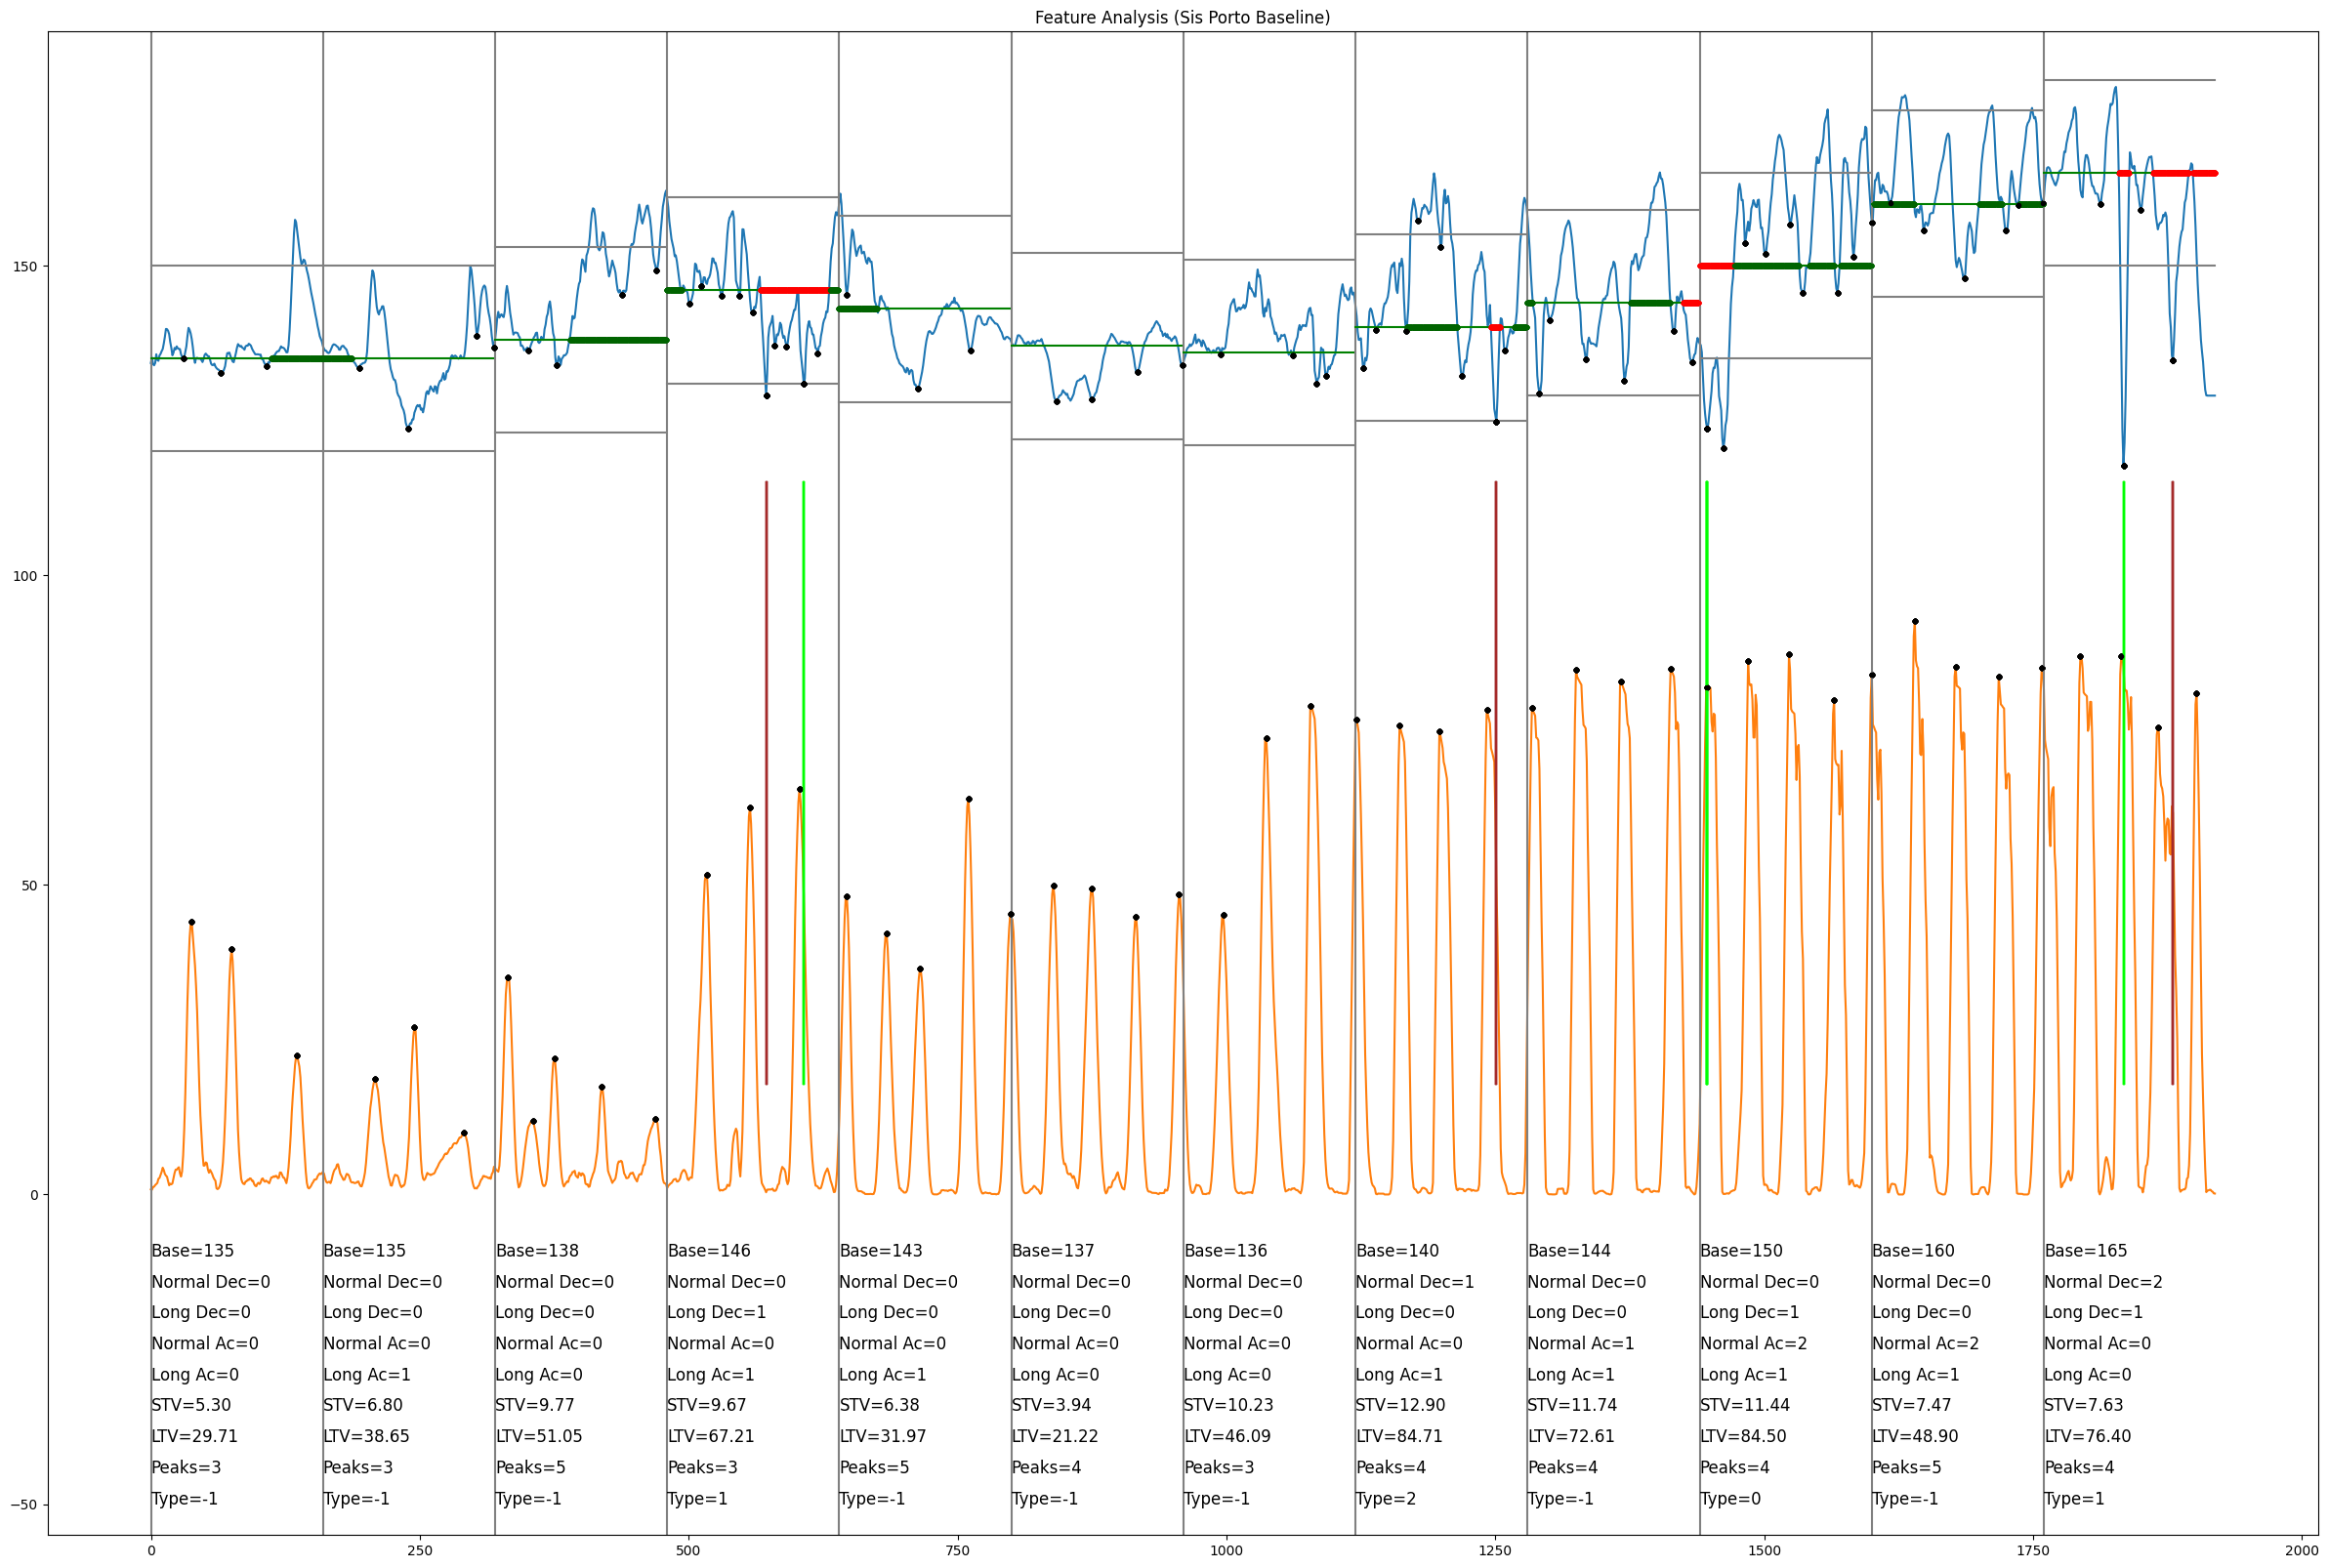 Feature Analysis (Sis Porto Baseline)
150
100
50
0
−50
Base=135 Base=135 Base=138 Base=146 Base=143 Base=137 Base=136 Base=140 Base=144 Base=150 Base=160 Base=165
Normal Dec=0 Normal Dec=0 Normal Dec=0 Normal Dec=0 Normal Dec=0 Normal Dec=0 Normal Dec=0 Normal Dec=1 Normal Dec=0 Normal Dec=0 Normal Dec=0 Normal Dec=2
Long Dec=0 Long Dec=0 Long Dec=0 Long Dec=1 Long Dec=0 Long Dec=0 Long Dec=0 Long Dec=0 Long Dec=0 Long Dec=1 Long Dec=0 Long Dec=1
Normal Ac=0 Normal Ac=0 Normal Ac=0 Normal Ac=0 Normal Ac=0 Normal Ac=0 Normal Ac=0 Normal Ac=0 Normal Ac=1 Normal Ac=2 Normal Ac=2 Normal Ac=0
Long Ac=0 Long Ac=1 Long Ac=0 Long Ac=1 Long Ac=1 Long Ac=0 Long Ac=0 Long Ac=1 Long Ac=1 Long Ac=1 Long Ac=1 Long Ac=0
STV=5.30 STV=6.80 STV=9.77 STV=9.67 STV=6.38 STV=3.94 STV=10.23 STV=12.90 STV=11.74 STV=11.44 STV=7.47 STV=7.63
LTV=29.71 LTV=38.65 LTV=51.05 LTV=67.21 LTV=31.97 LTV=21.22 LTV=46.09 LTV=84.71 LTV=72.61 LTV=84.50 LTV=48.90 LTV=76.40
Peaks=3 Peaks=3 Peaks=5 Peaks=3 Peaks=5 Peaks=4 Peaks=3 Peaks=4 Peaks=4 Peaks=4 Peaks=5 Peaks=4
Type=-1 Type=-1 Type=-1 Type=1 Type=-1 Type=-1 Type=-1 Type=2 Type=-1 Type=0 Type=-1 Type=1
0 250 500 750 1000 1250 1500 1750 2000